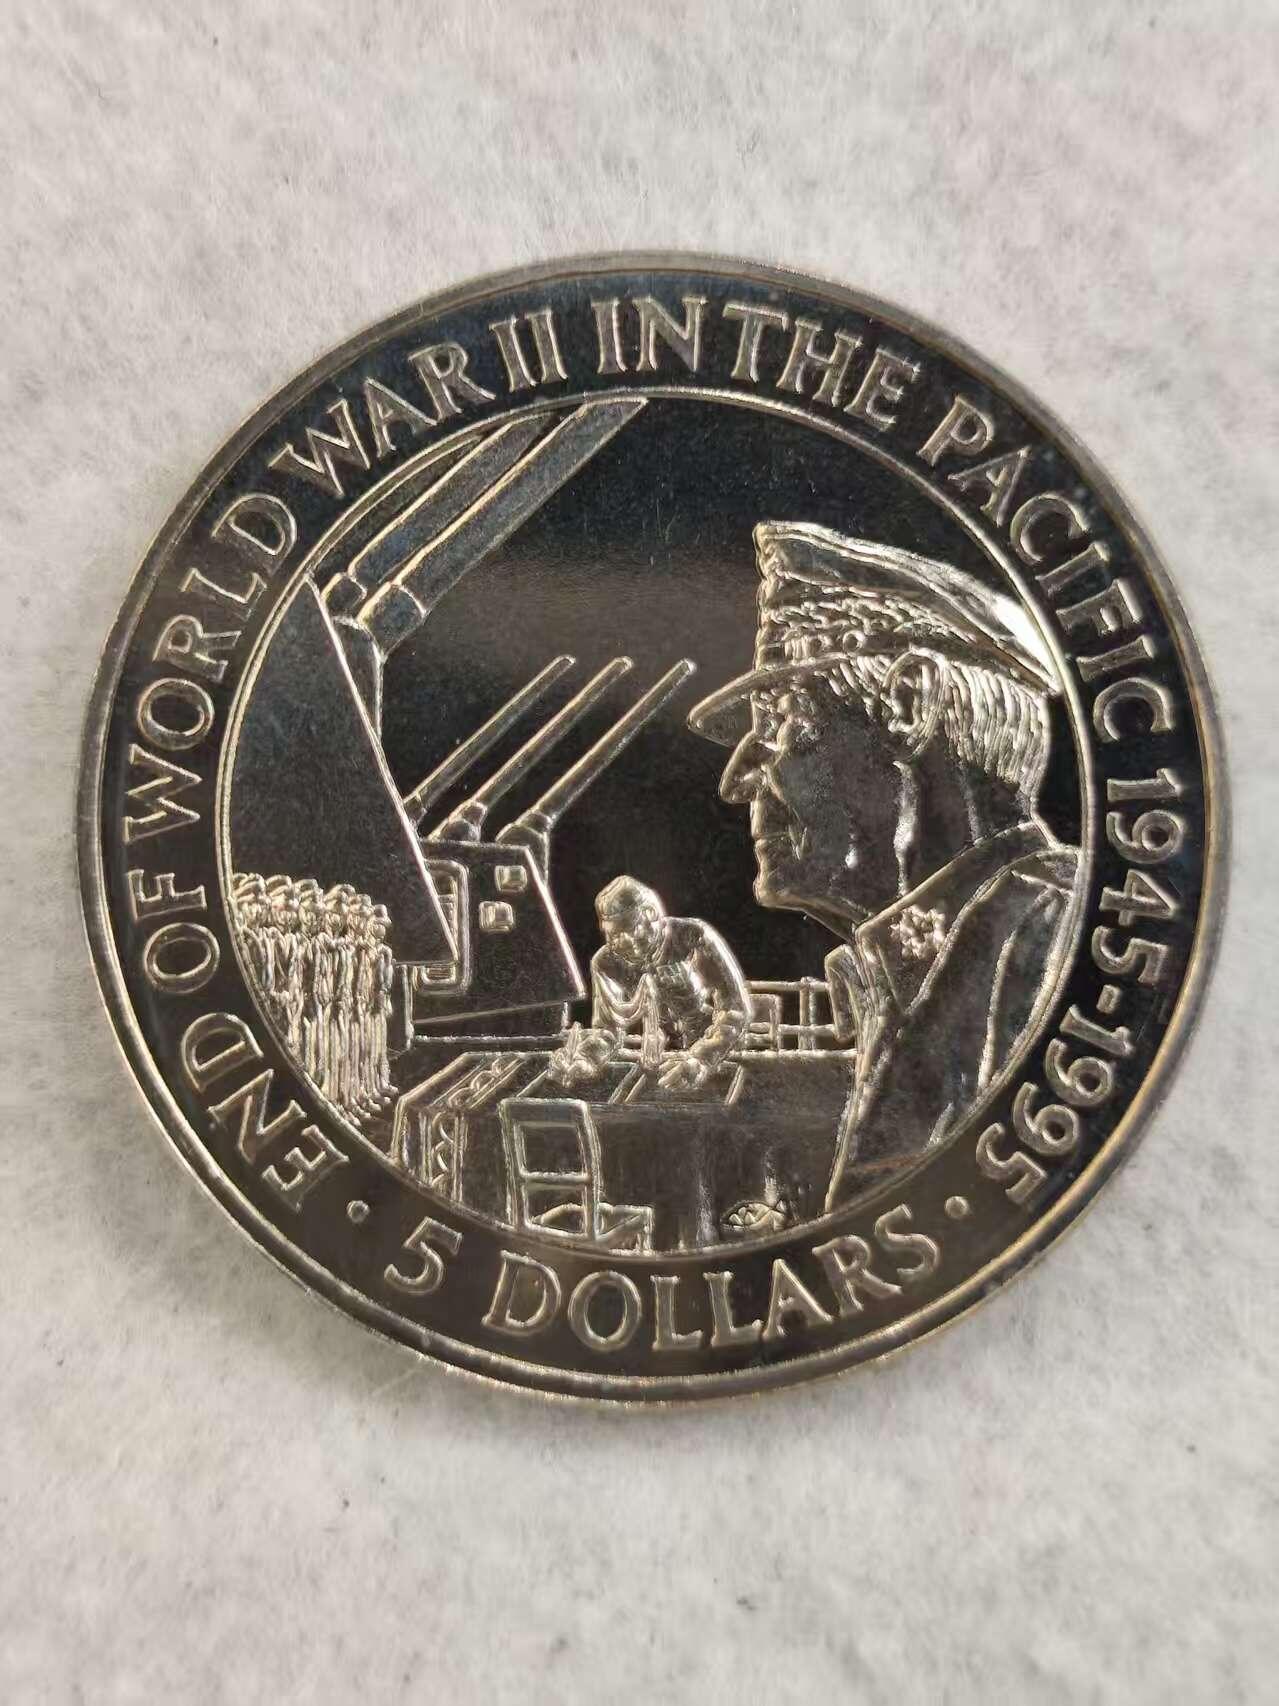 END OF WORLD WAR II IN THE PACIFIC 1945-1995
· 5 DOLLARS ·